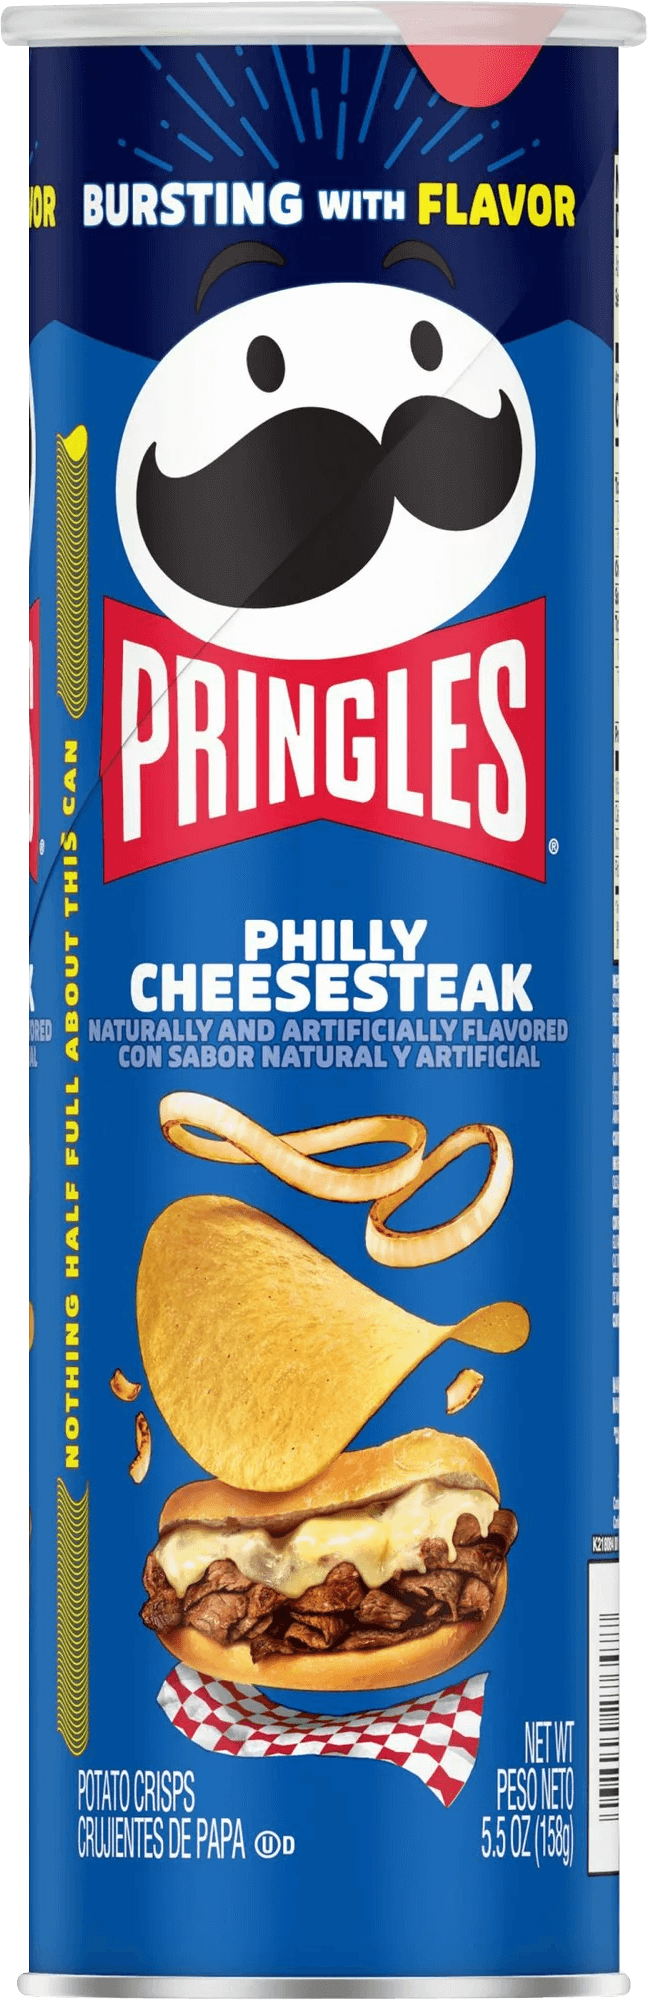 BURSTING WITH FLAVOR
PRINGLES®
PHILLY
CHEESESTEAK
NATURALLY AND ARTIFICIALLY FLAVORED
CON SABOR NATURAL Y ARTIFICIAL
NOTHING HALF FULL ABOUT THIS CAN
POTATO CRISPS
CRUJIENTES DE PAPA ⓊD
NET WT
PESO NETO
5.5 OZ (158g)